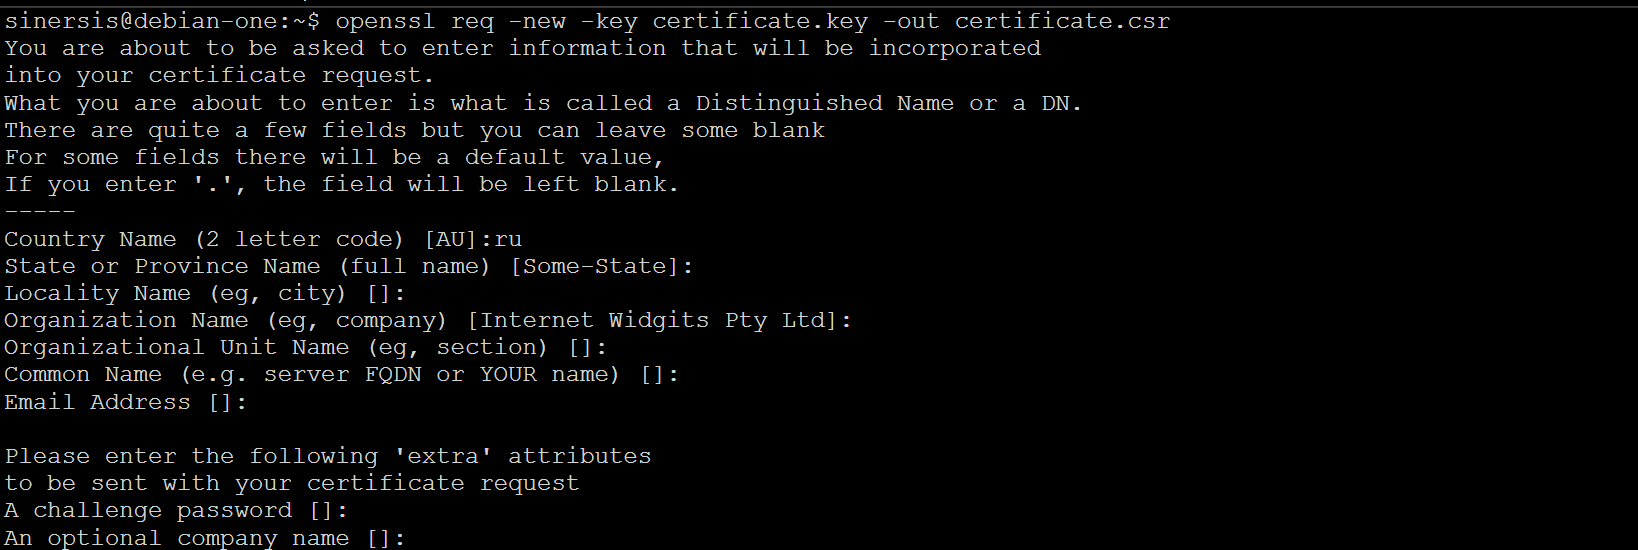 sinersis@debian-one:~$ openssl req -new -key certificate.key -out certificate.csr
You are about to be asked to enter information that will be incorporated
into your certificate request.
What you are about to enter is what is called a Distinguished Name or a DN.
There are quite a few fields but you can leave some blank
For some fields there will be a default value,
If you enter '.', the field will be left blank.
-----
Country Name (2 letter code) [AU]:ru
State or Province Name (full name) [Some-State]:
Locality Name (eg, city) []:
Organization Name (eg, company) [Internet Widgits Pty Ltd]:
Organizational Unit Name (eg, section) []:
Common Name (e.g. server FQDN or YOUR name) []:
Email Address []:

Please enter the following 'extra' attributes
to be sent with your certificate request
A challenge password []:
An optional company name []: